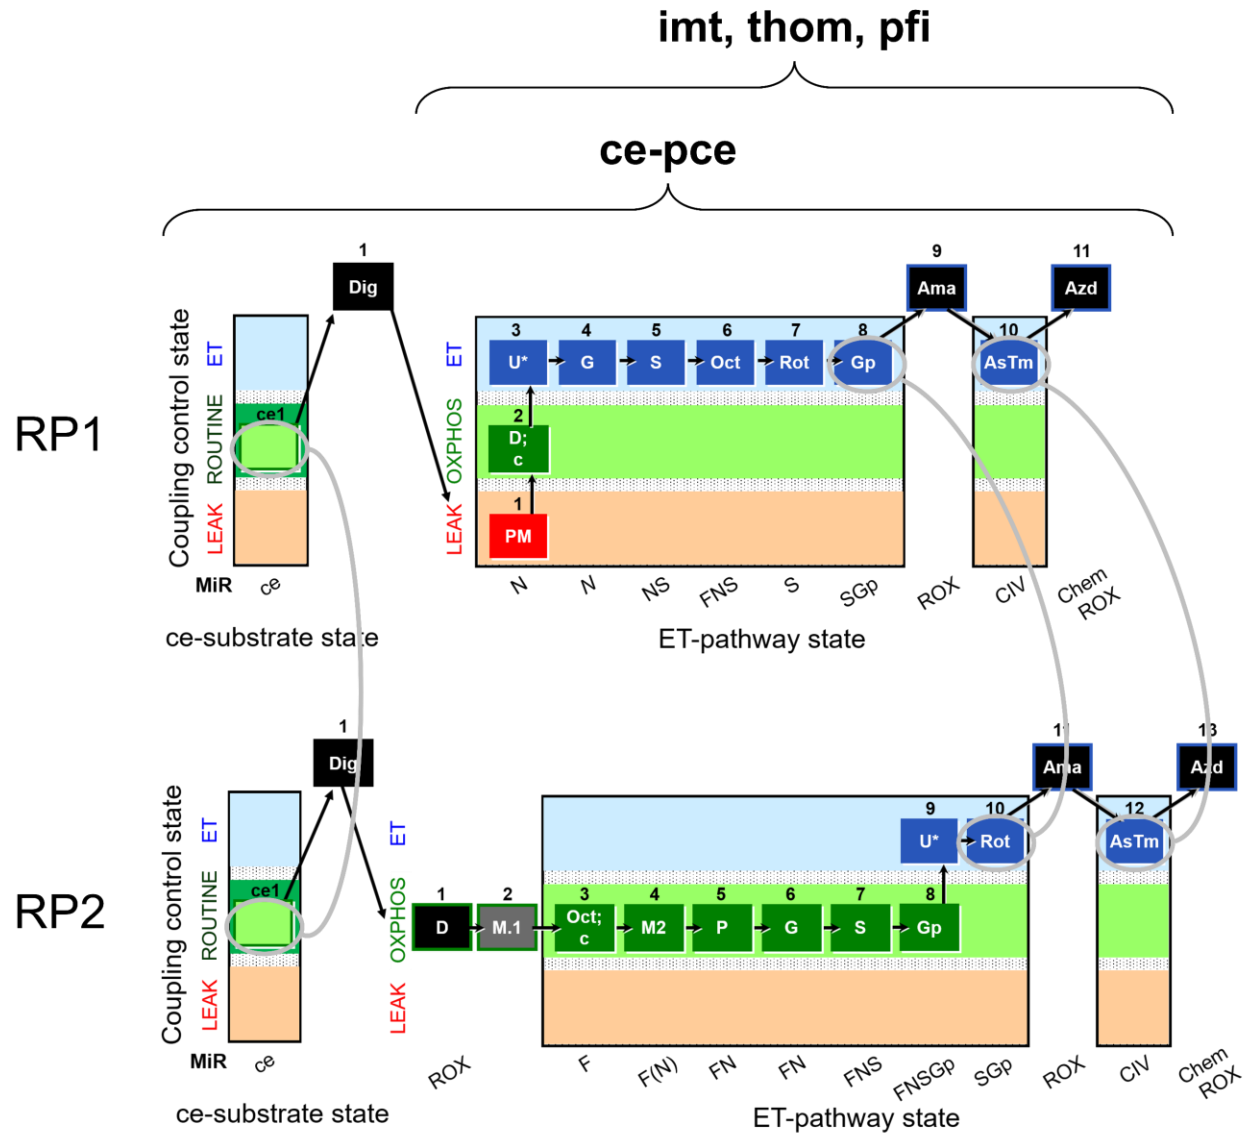 imt, thom, pfi
ce-pce
RP1
Coupling control state
LEAK ROUTINE ET
ce1
1
Dig
LEAK OXPHOS ET
3 4 5 6 7 8 9 10 11
U* G S Oct Rot Gp Ama AsTm Azd
2
D;
c
1
PM
MiR ce
N N NS FNS S SGp ROX CIV Chem
ROX
ce-substrate state
ET-pathway state
RP2
Coupling control state
LEAK ROUTINE ET
ce1
1
Dig
LEAK OXPHOS ET
9 10 11 12 13
U* Rot Ama AsTm Azd
1 2 3 4 5 6 7 8
D M.1 Oct;
c M2 P G S Gp
MiR ce
ROX F F(N) FN FN FNS FNSGp SGp ROX CIV Chem
ROX
ce-substrate state
ET-pathway state